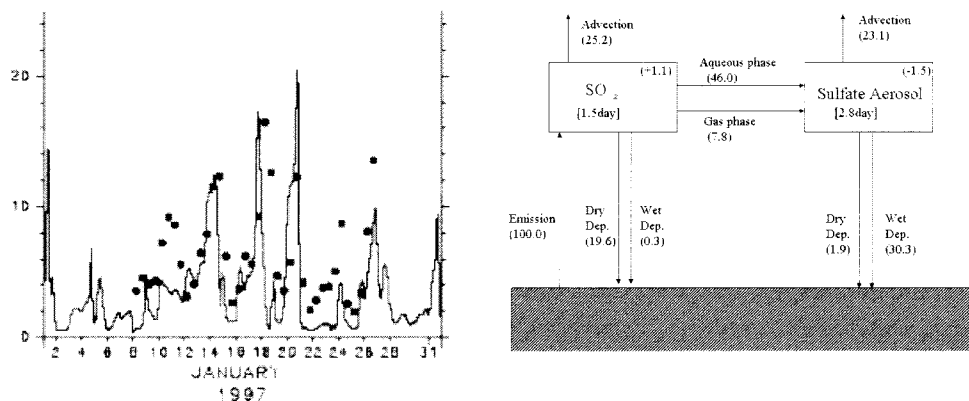 20
10
0
2 4 6 8 10 12 14 16 18 20 22 24 26 28 31
JANUARY
1997
Advection
(25.2)
Advection
(23.1)
(+1.1)
SO 2
[1.5day]
Aqueous phase
(46.0)
Gas phase
(7.8)
(-1.5)
Sulfate Aerosol
[2.8day]
Emission
(100.0)
Dry
Dep.
(19.6)
Wet
Dep.
(0.3)
Dry
Dep.
(1.9)
Wet
Dep.
(30.3)